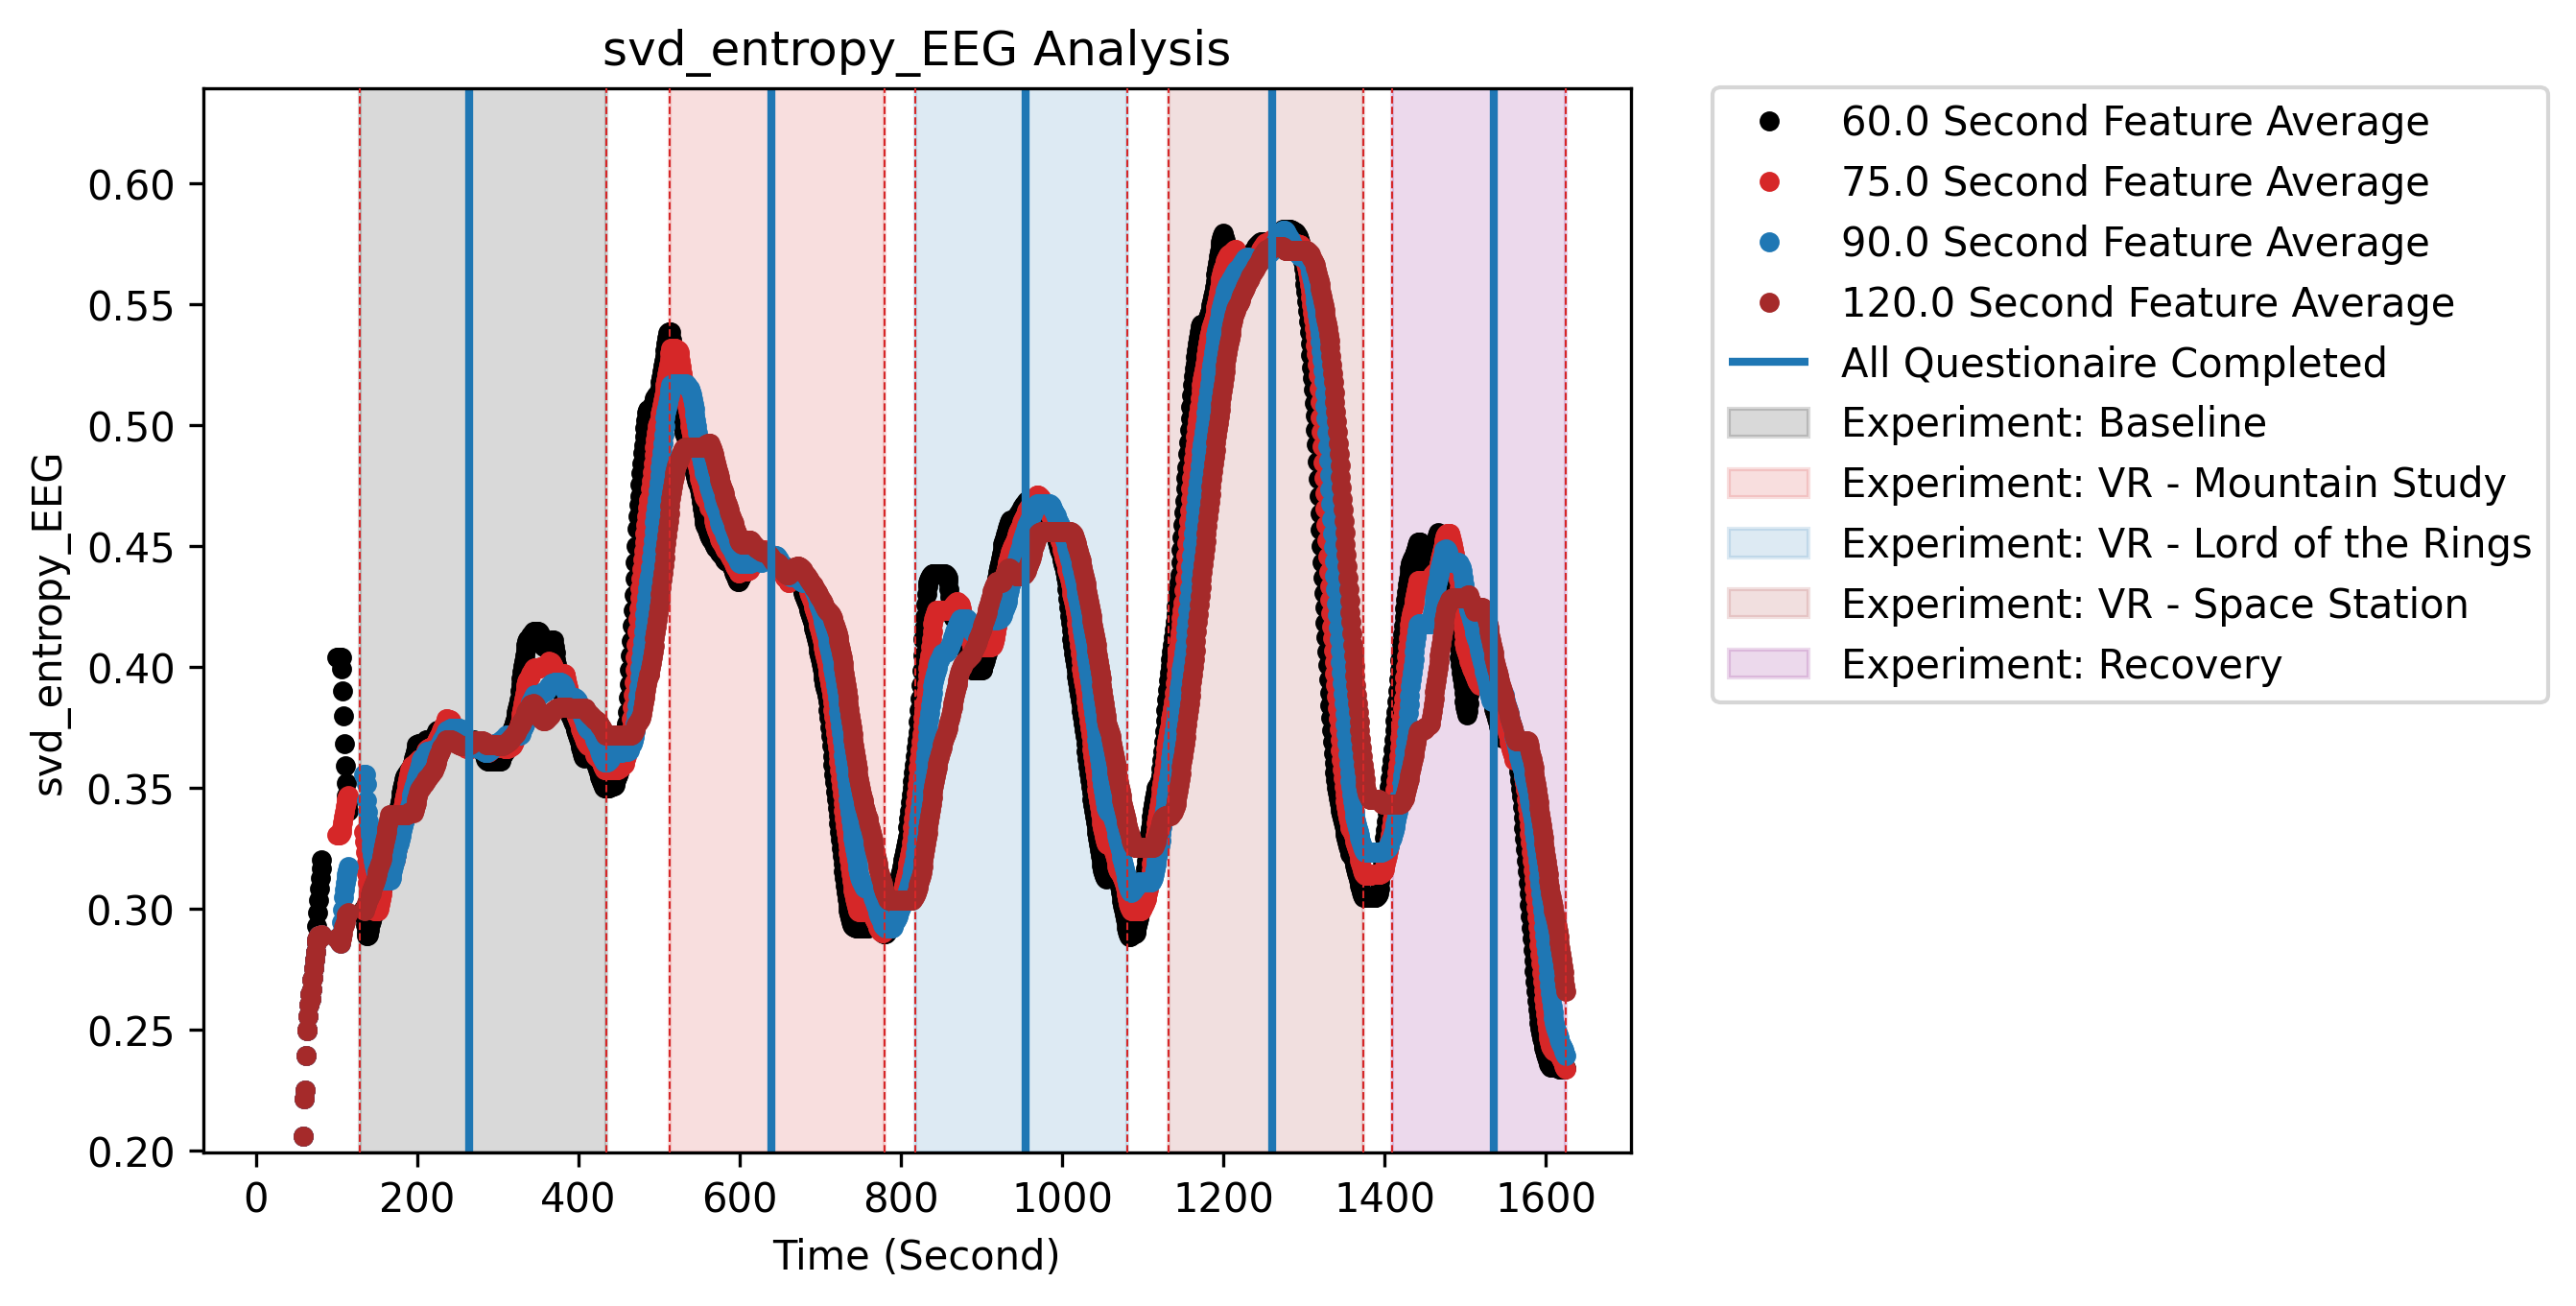 svd_entropy_EEG Analysis
svd_entropy_EEG
0.60
0.55
0.50
0.45
0.40
0.35
0.30
0.25
0.20
0 200 400 600 800 1000 1200 1400 1600
Time (Second)
60.0 Second Feature Average
75.0 Second Feature Average
90.0 Second Feature Average
120.0 Second Feature Average
All Questionaire Completed
Experiment: Baseline
Experiment: VR - Mountain Study
Experiment: VR - Lord of the Rings
Experiment: VR - Space Station
Experiment: Recovery